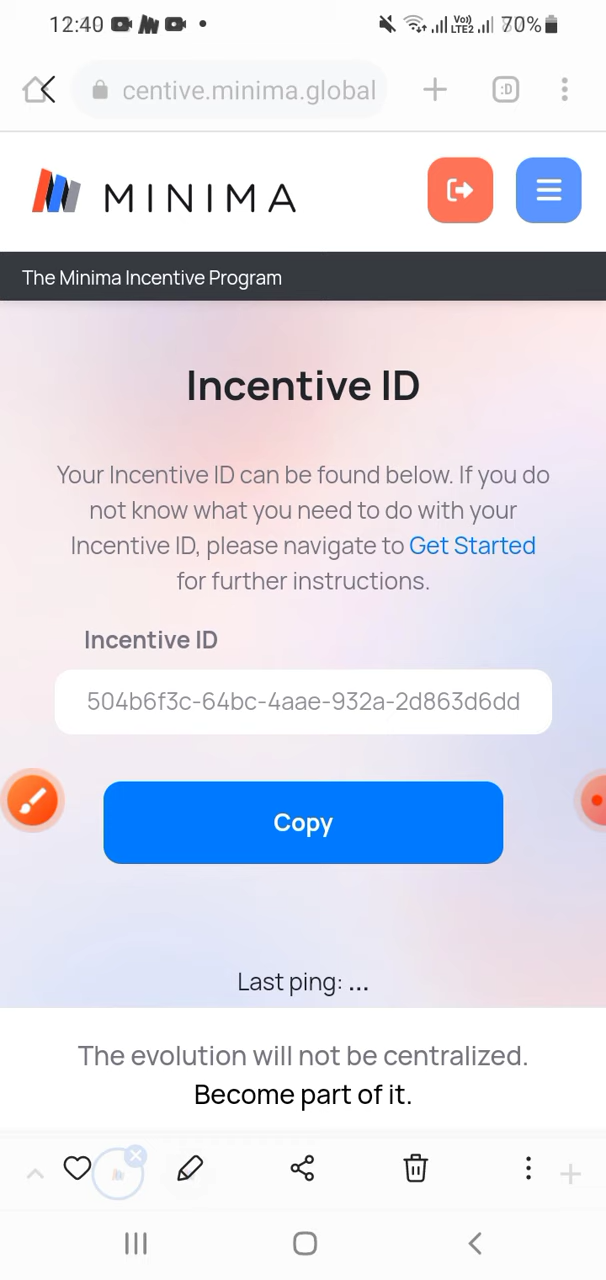 12:40
Vo)) LTE2
70%
centive.minima.global
:D
MINIMA
The Minima Incentive Program
Incentive ID
Your Incentive ID can be found below. If you do
not know what you need to do with your
Incentive ID, please navigate to Get Started
for further instructions.
Incentive ID
504b6f3c-64bc-4aae-932a-2d863d6dd
Copy
Last ping: ...
The evolution will not be centralized.
Become part of it.